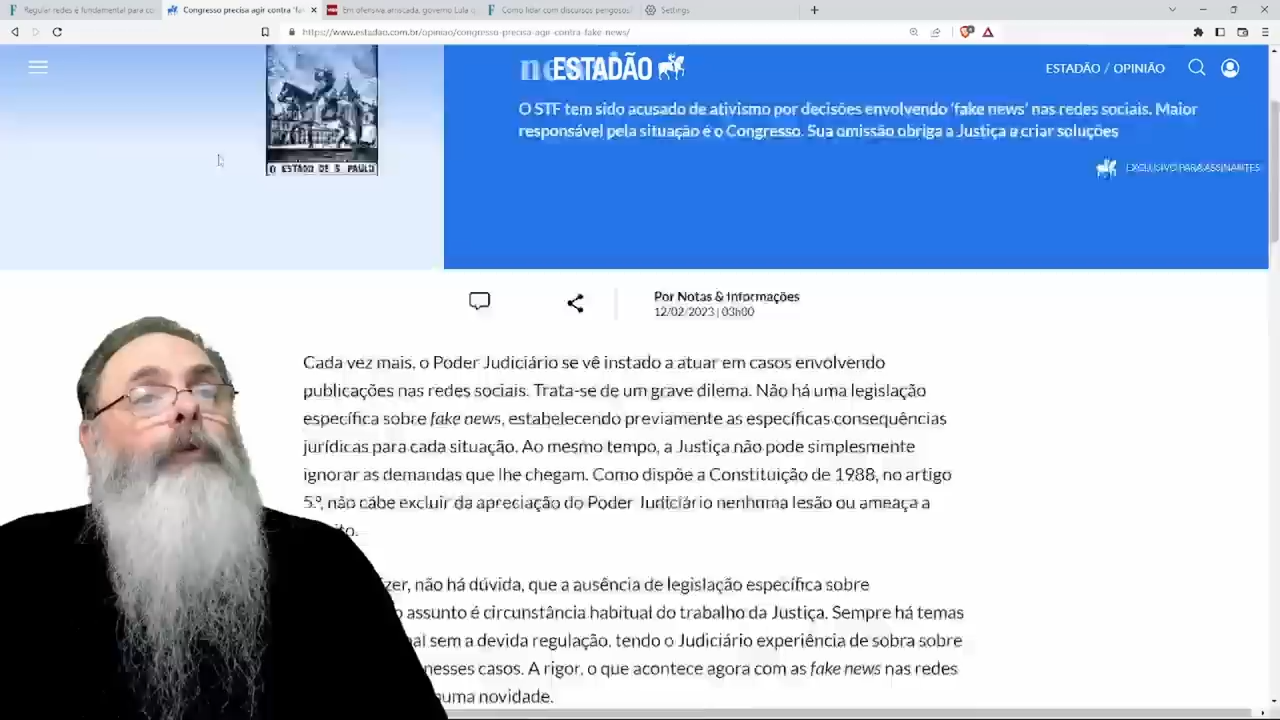 Regular redes é fundamental para co
Congresso precisa agir contra 'fa
Em ofensiva arriscada, governo Lula q
Como lidar com discursos perigosos?
Settings
https://www.estadao.com.br/opiniao/congresso-precisa-agir-contra-fake-news/
ESTADÃO
ESTADÃO / OPINIÃO
O STF tem sido acusado de ativismo por decisões envolvendo 'fake news' nas redes sociais. Maior
responsável pela situação é o Congresso. Sua omissão obriga a Justiça a criar soluções
O ESTADO DE S. PAULO
EXCLUSIVO PARA ASSINANTES
Por Notas & Informações
12/02/2023 | 03h00
Cada vez mais, o Poder Judiciário se vê instado a atuar em casos envolvendo
publicações nas redes sociais. Trata-se de um grave dilema. Não há uma legislação
específica sobre fake news, estabelecendo previamente as específicas consequências
jurídicas para cada situação. Ao mesmo tempo, a Justiça não pode simplesmente
ignorar as demandas que lhe chegam. Como dispõe a Constituição de 1988, no artigo
5.º, não cabe excluir da apreciação do Poder Judiciário nenhuma lesão ou ameaça a
ito.
izer, não há dúvida, que a ausência de legislação específica sobre
o assunto é circunstância habitual do trabalho da Justiça. Sempre há temas
al sem a devida regulação, tendo o Judiciário experiência de sobra sobre
nesses casos. A rigor, o que acontece agora com as fake news nas redes
uma novidade.